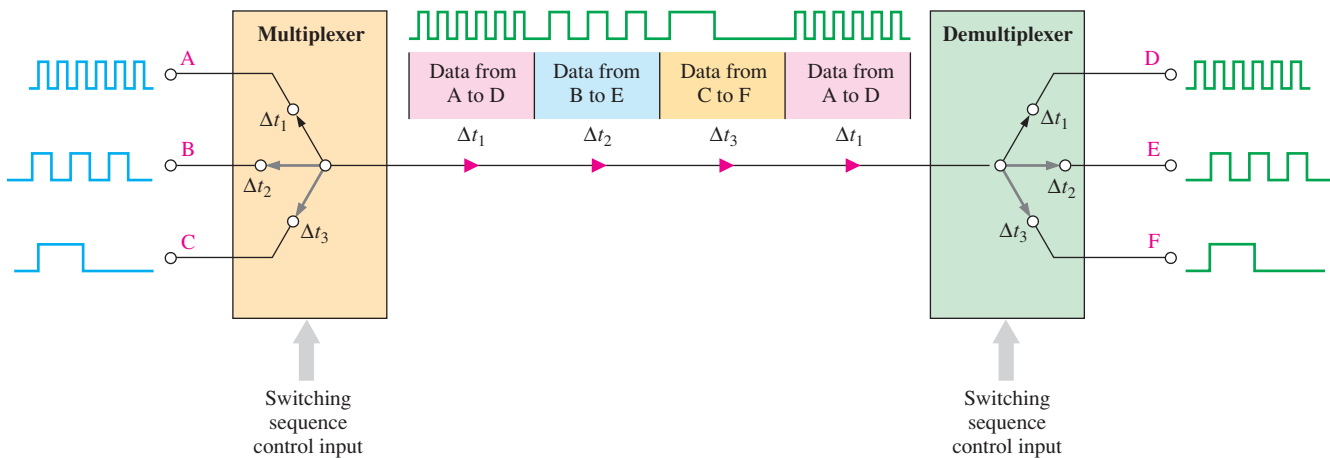 Multiplexer
Demultiplexer
A
B
C
Δt1
Δt2
Δt3
Data from
A to D
Data from
B to E
Data from
C to F
Data from
A to D
Δt1
Δt2
Δt3
Δt1
D
E
F
Δt1
Δt2
Δt3
Switching
sequence
control input
Switching
sequence
control input